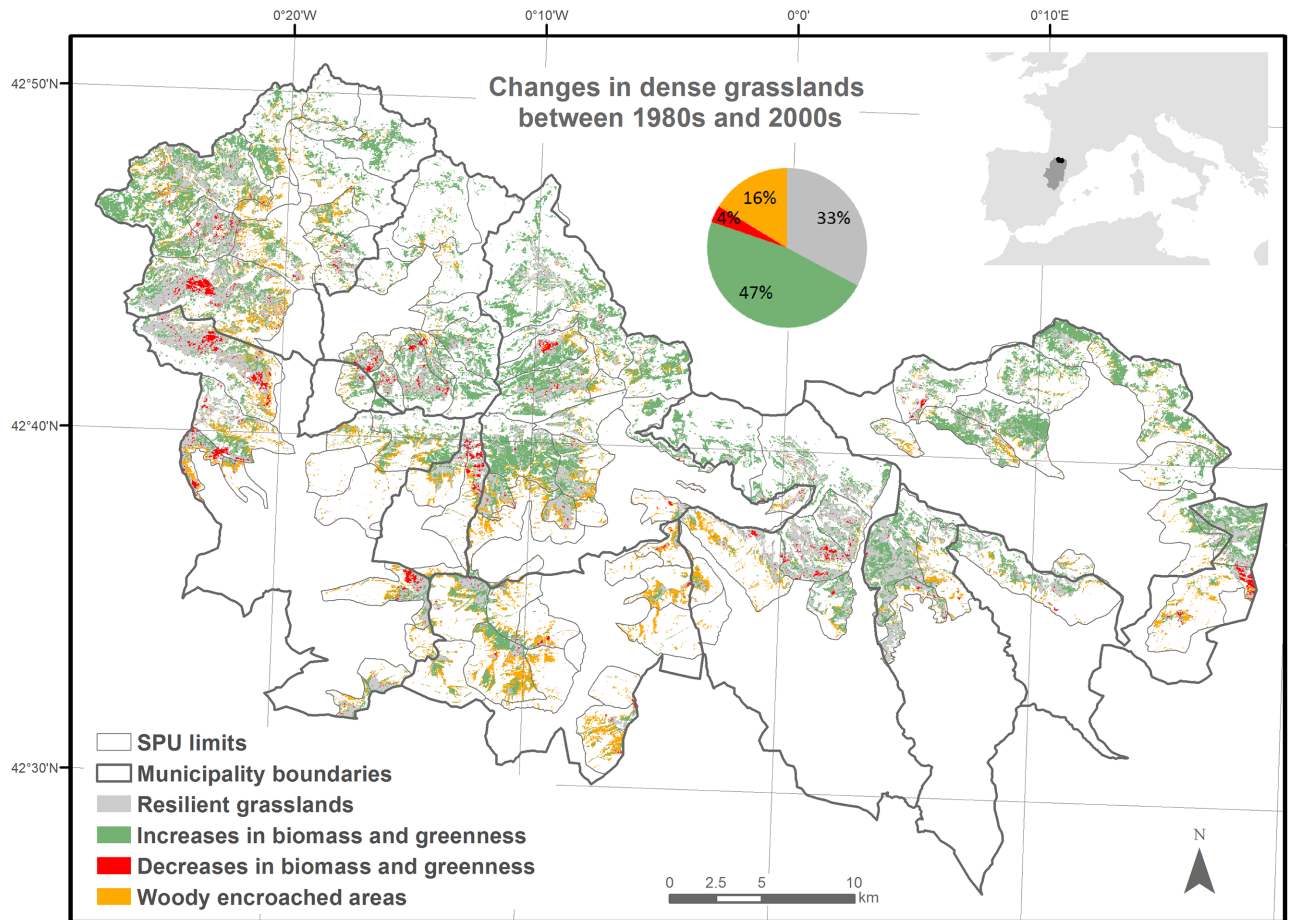 0°20'W
0°10'W
0°0'
0°10'E
42°50'N
42°40'N
42°30'N
Changes in dense grasslands
between 1980s and 2000s
16%
33%
4%
47%
SPU limits
Municipality boundaries
Resilient grasslands
Increases in biomass and greenness
Decreases in biomass and greenness
Woody encroached areas
0 2.5 5 10
km
N